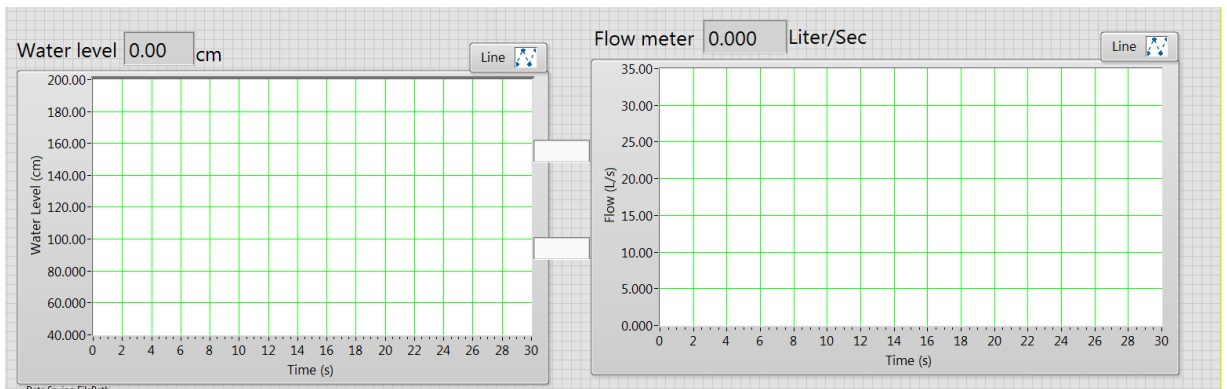 Water level 0.00 cm
Line
200.00
180.00
160.00
140.00
120.00
100.00
80.000
60.000
40.000
Water Level (cm)
0 2 4 6 8 10 12 14 16 18 20 22 24 26 28 30
Time (s)
Flow meter 0.000 Liter/Sec
Line
35.00
30.00
25.00
20.00
15.00
10.00
5.000
0.000
Flow (L/s)
0 2 4 6 8 10 12 14 16 18 20 22 24 26 28 30
Time (s)